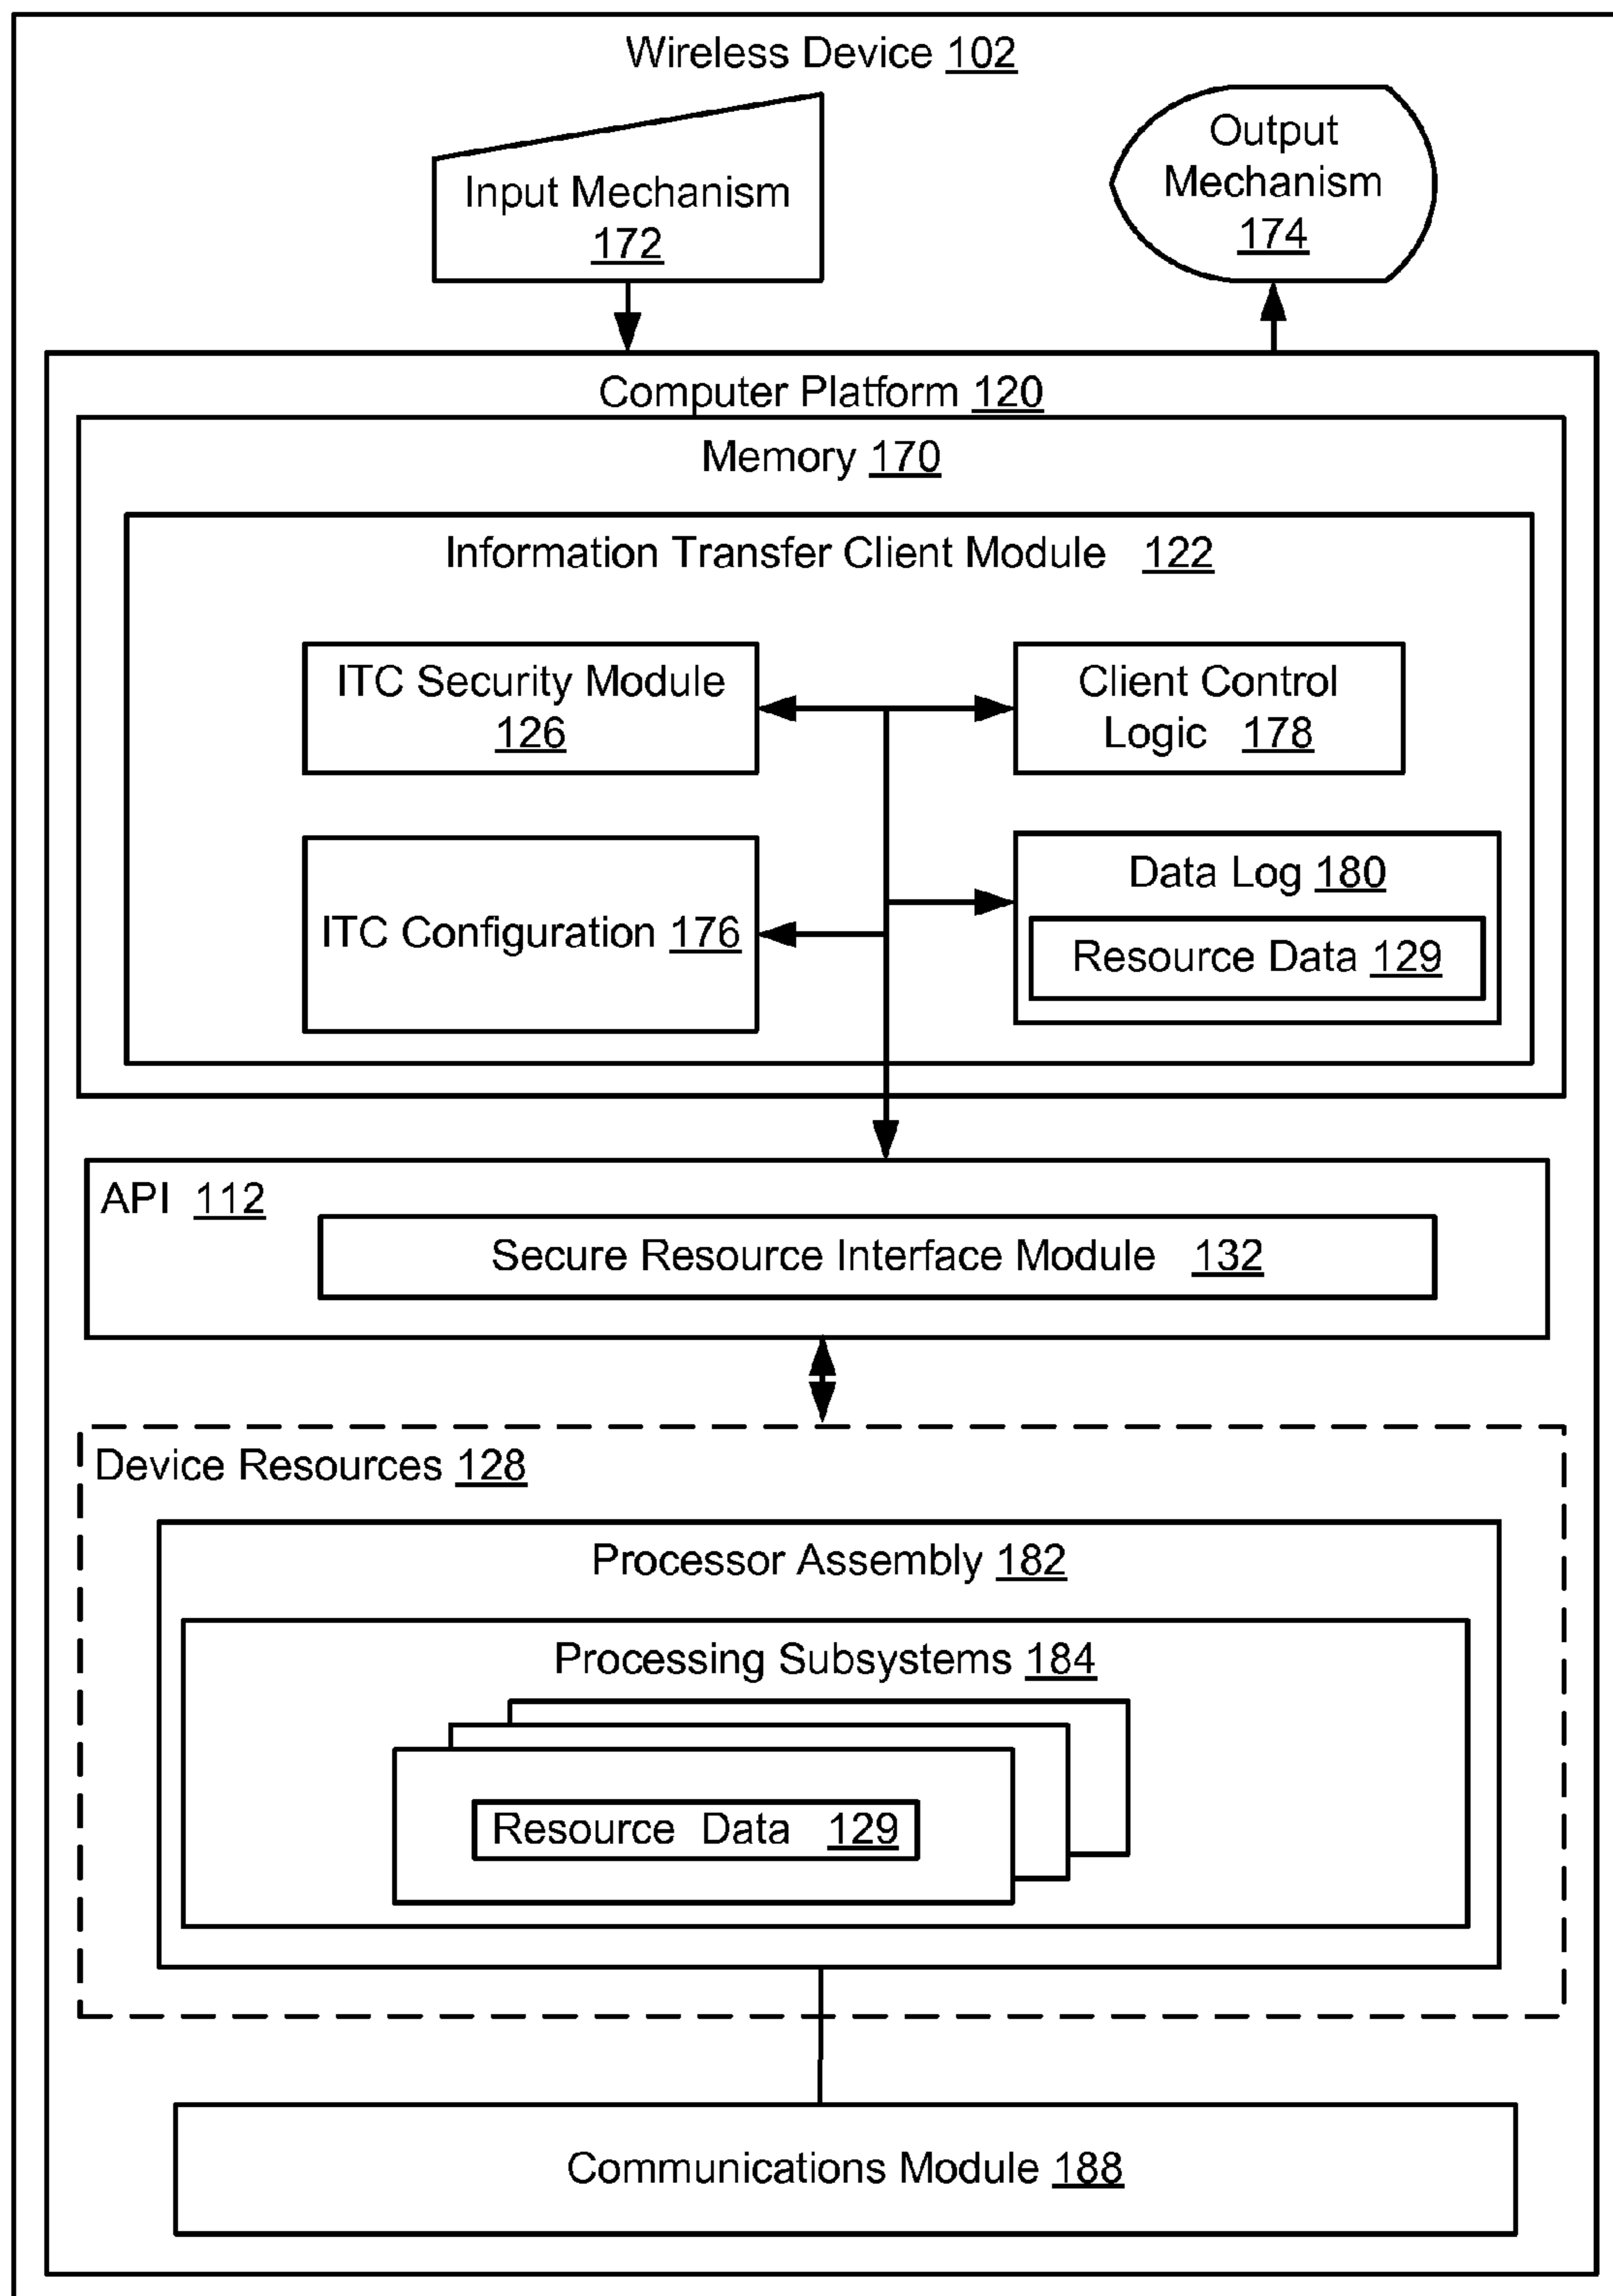 Wireless Device 102
Input Mechanism
172
Output
Mechanism
174
Computer Platform 120
Memory 170
Information Transfer Client Module 122
ITC Security Module
126
Client Control
Logic 178
ITC Configuration 176
Data Log 180
Resource Data 129
API 112
Secure Resource Interface Module 132
Device Resources 128
Processor Assembly 182
Processing Subsystems 184
Resource Data 129
Communications Module 188